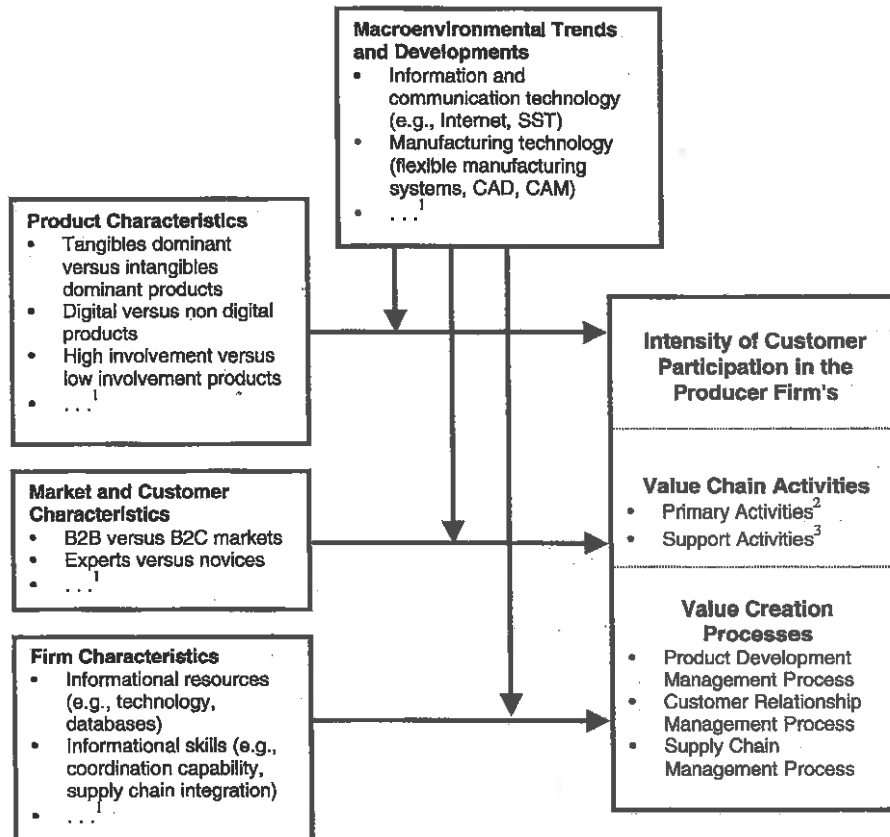 Macroenvironmental Trends
and Developments
• Information and
communication technology
(e.g., Internet, SST)
• Manufacturing technology
(flexible manufacturing
systems, CAD, CAM)
• . . .1
Product Characteristics
• Tangibles dominant
versus intangibles
dominant products
• Digital versus non digital
products
• High involvement versus
low involvement products
• . . .1
Market and Customer
Characteristics
• B2B versus B2C markets
• Experts versus novices
• . . .1
Firm Characteristics
• Informational resources
(e.g., technology,
databases)
• Informational skills (e.g.,
coordination capability,
supply chain integration)
• . . .1
Intensity of Customer
Participation in the
Producer Firm's
Value Chain Activities
• Primary Activities2
• Support Activities3
Value Creation
Processes
• Product Development
Management Process
• Customer Relationship
Management Process
• Supply Chain
Management Process